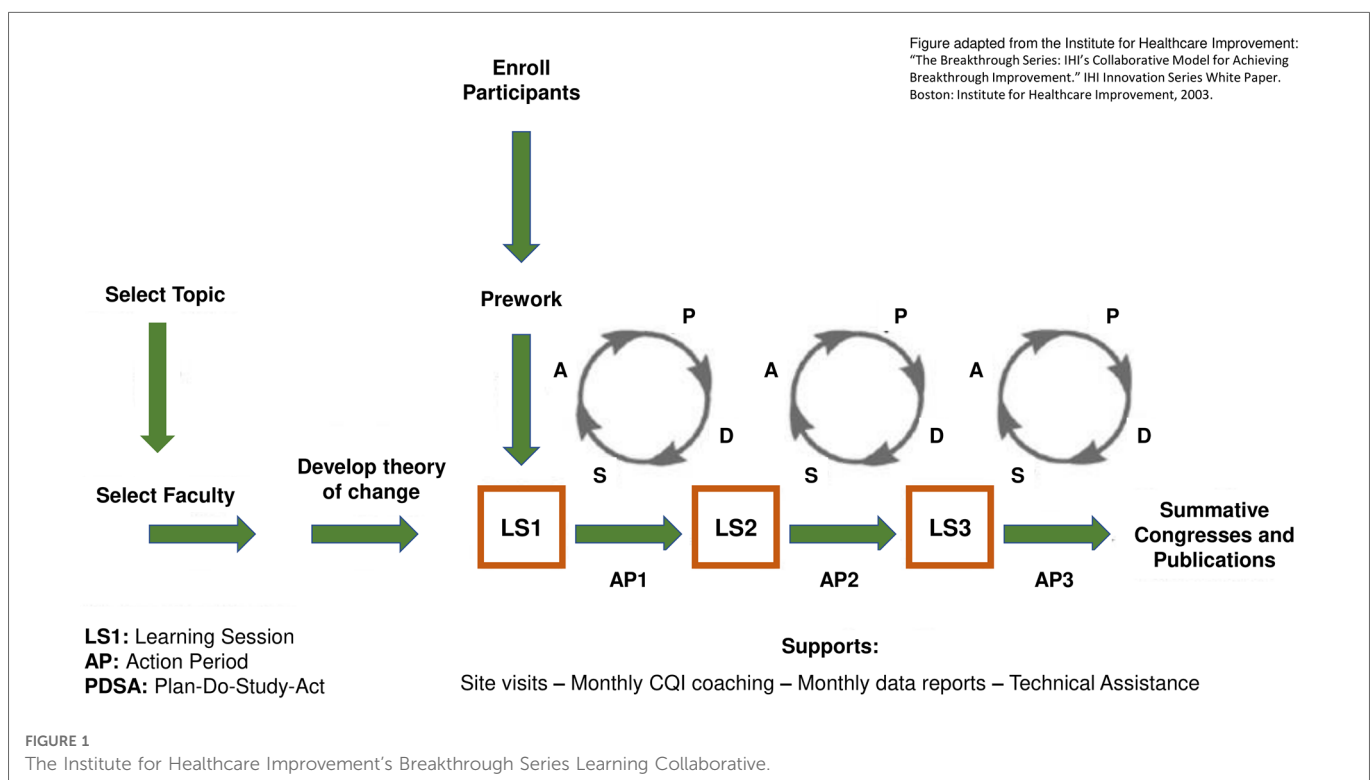 Figure adapted from the Institute for Healthcare Improvement:
“The Breakthrough Series: IHI’s Collaborative Model for Achieving
Breakthrough Improvement.” IHI Innovation Series White Paper.
Boston: Institute for Healthcare Improvement, 2003.
Enroll
Participants
Select Topic
Prework
P
A
D
S
P
A
D
S
P
A
D
S
Select Faculty
Develop theory
of change
LS1
LS2
LS3
AP1
AP2
AP3
Summative
Congresses and
Publications
LS1: Learning Session
AP: Action Period
PDSA: Plan-Do-Study-Act
Supports:
Site visits – Monthly CQI coaching – Monthly data reports – Technical Assistance
FIGURE 1
The Institute for Healthcare Improvement’s Breakthrough Series Learning Collaborative.